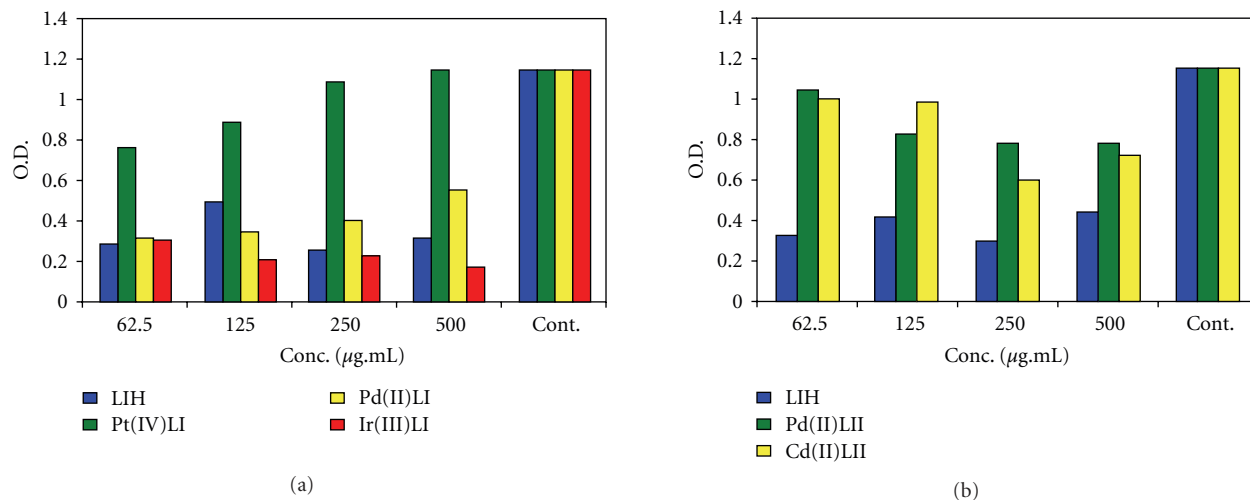 1.4
1.2
1
0.8
0.6
0.4
0.2
0
O.D.
62.5 125 250 500 Cont.
Conc. (µg.mL)
LIH
Pt(IV)LI
Pd(II)LI
Ir(III)LI
(a)
1.4
1.2
1
0.8
0.6
0.4
0.2
0
O.D.
62.5 125 250 500 Cont.
Conc. (µg.mL)
LIH
Pd(II)LII
Cd(II)LII
(b)